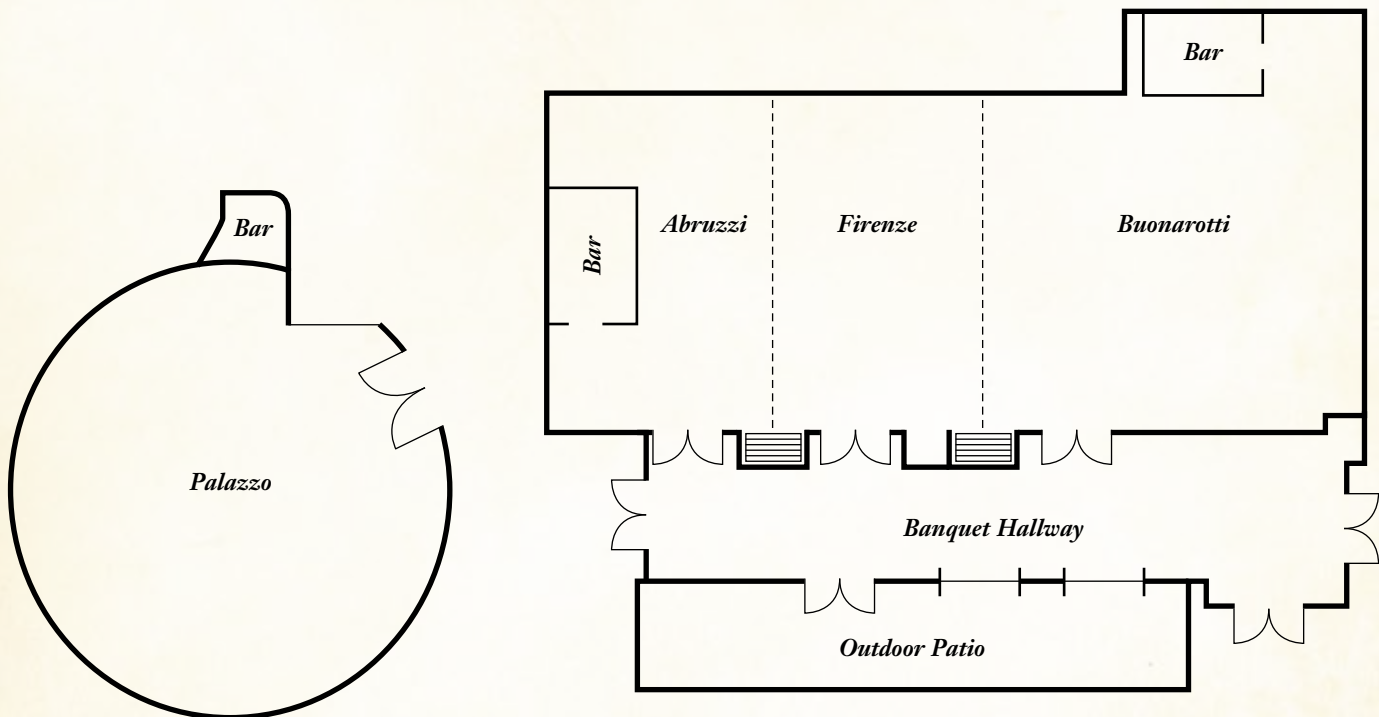 Bar
Bar
Abruzzi
Firenze
Buonarotti
Bar
Palazzo
Banquet Hallway
Outdoor Patio